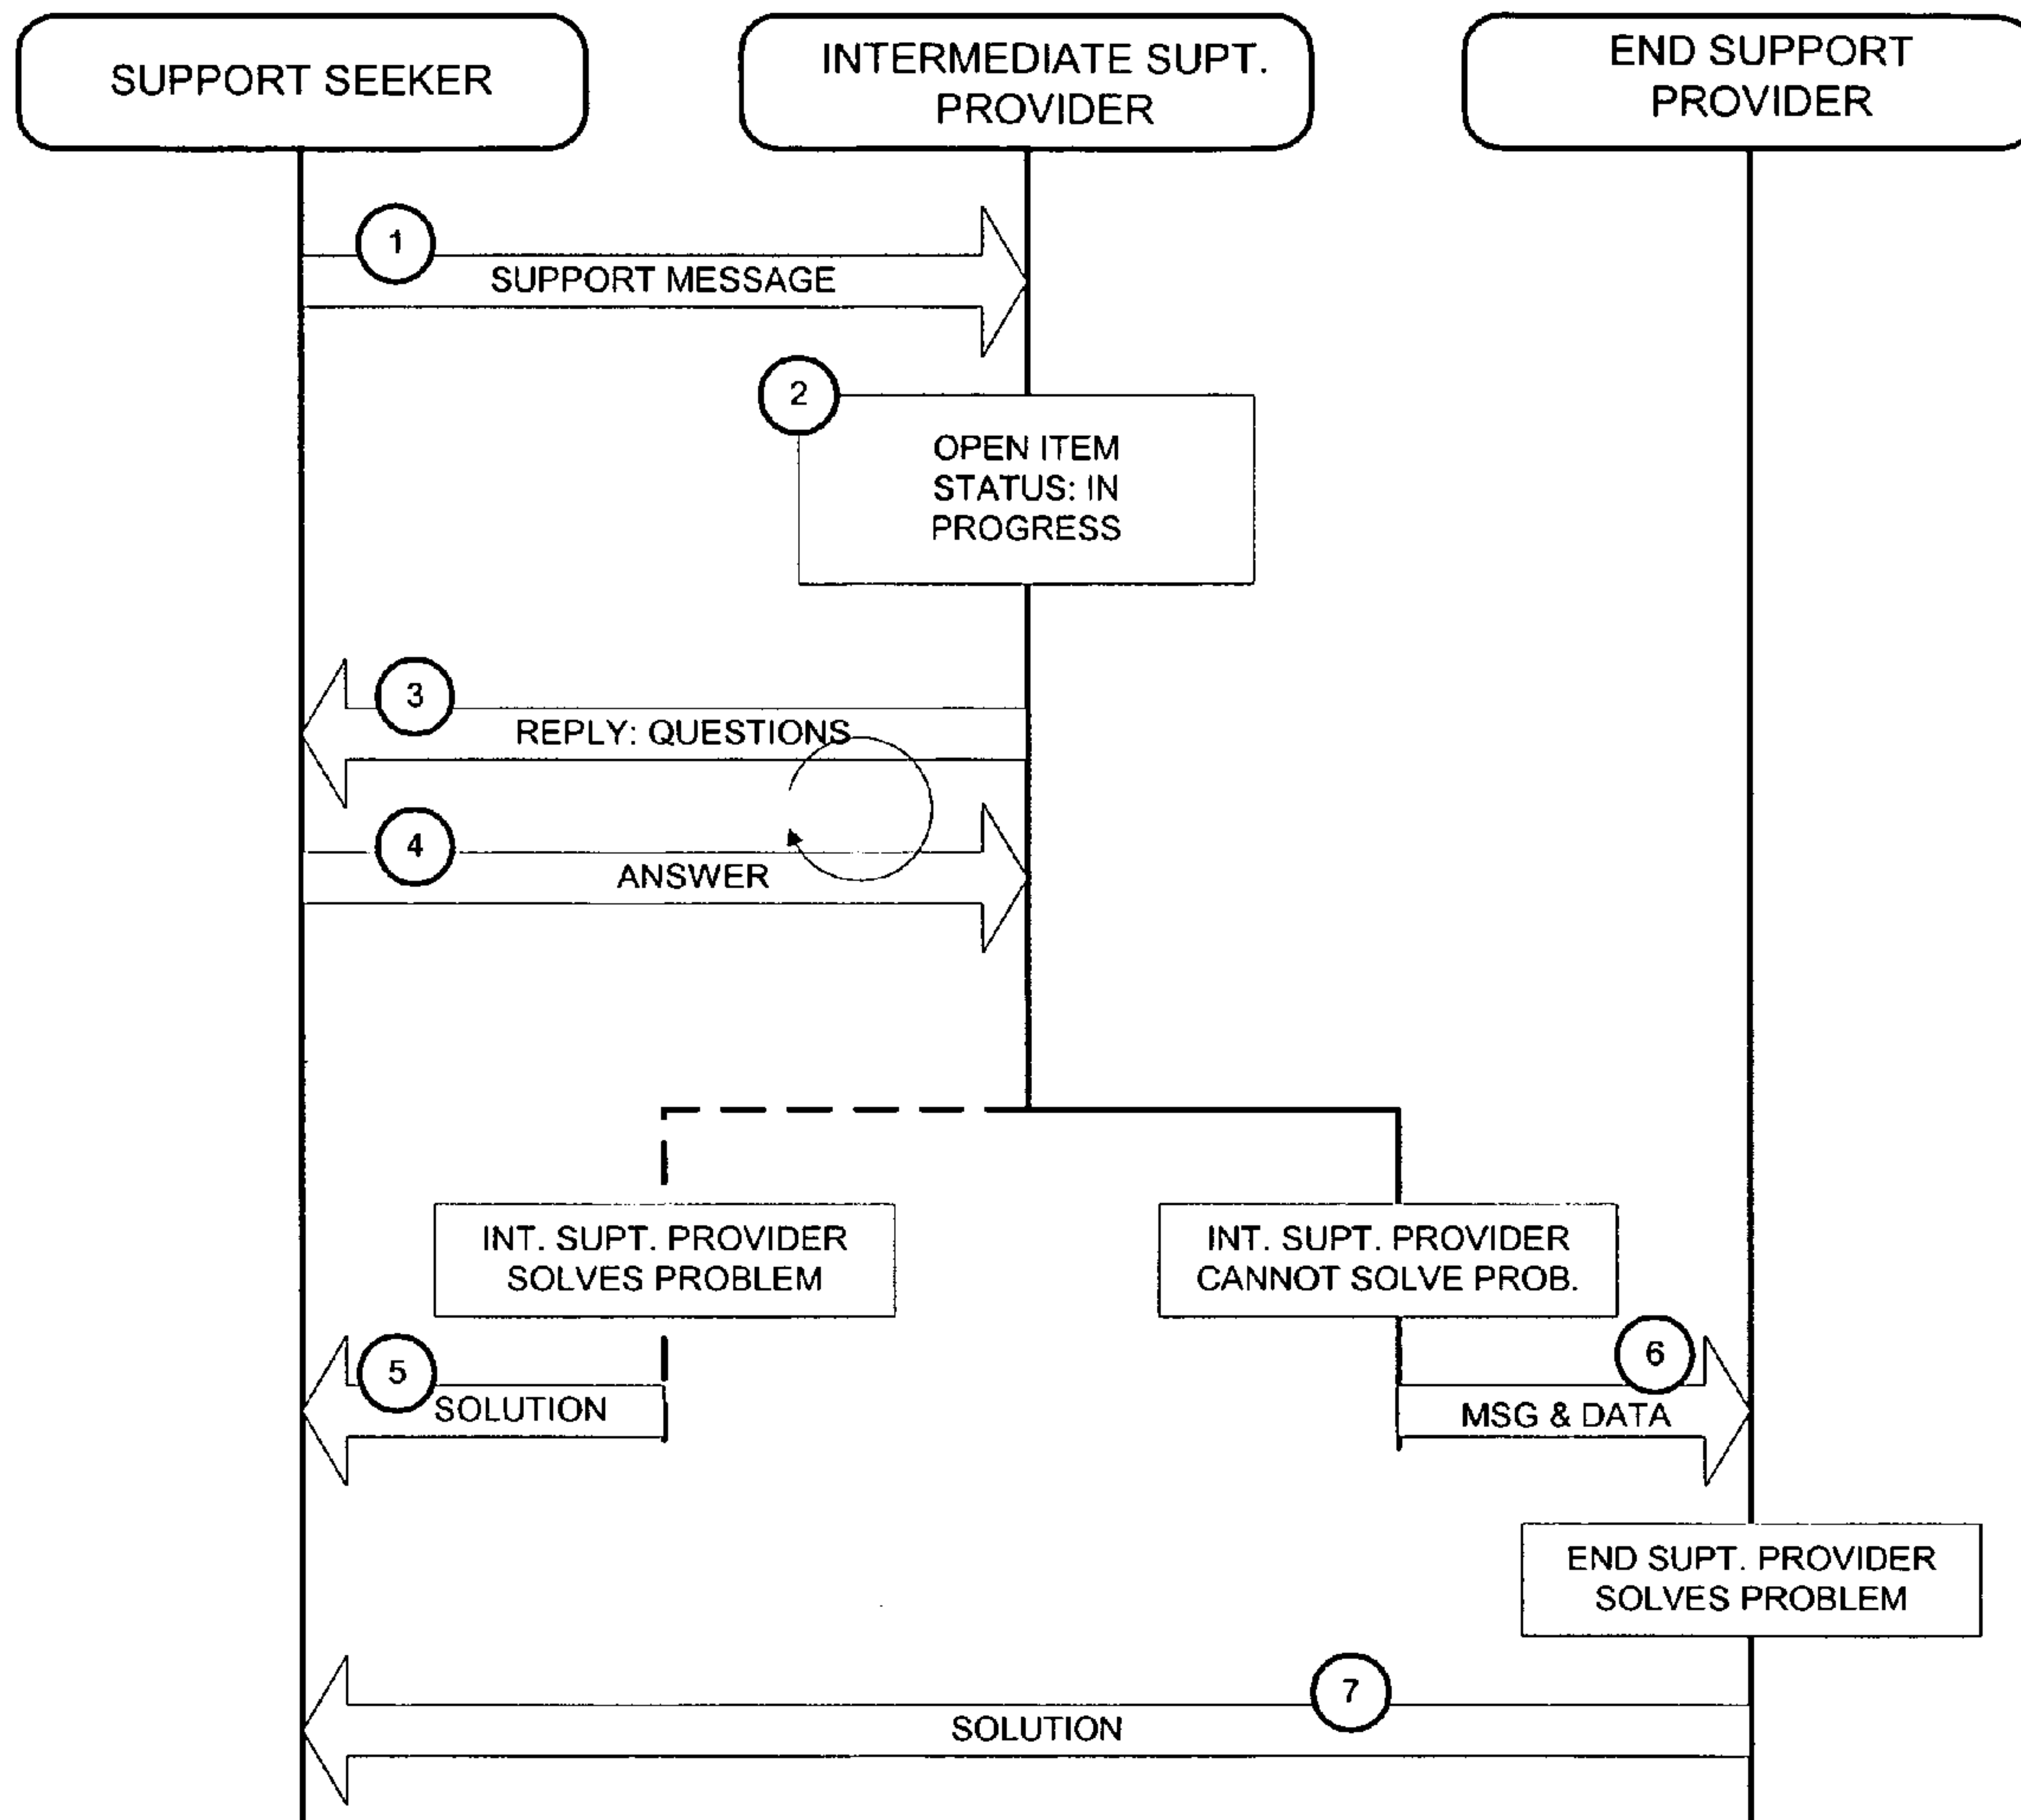 SUPPORT SEEKER
INTERMEDIATE SUPT.
PROVIDER
END SUPPORT
PROVIDER
1
SUPPORT MESSAGE
2
OPEN ITEM
STATUS: IN
PROGRESS
3
REPLY: QUESTIONS
4
ANSWER
INT. SUPT. PROVIDER
SOLVES PROBLEM
INT. SUPT. PROVIDER
CANNOT SOLVE PROB.
5
SOLUTION
6
MSG & DATA
END SUPT. PROVIDER
SOLVES PROBLEM
7
SOLUTION